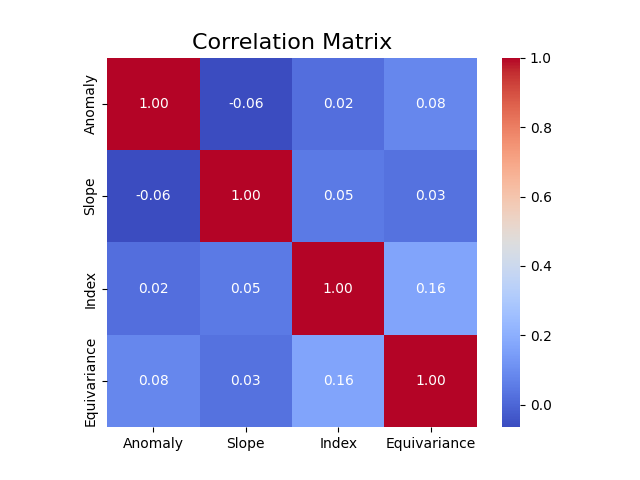 Correlation Matrix
Anomaly 1.00 -0.06 0.02 0.08
Slope -0.06 1.00 0.05 0.03
Index 0.02 0.05 1.00 0.16
Equivariance 0.08 0.03 0.16 1.00
Anomaly Slope Index Equivariance
1.0
0.8
0.6
0.4
0.2
0.0